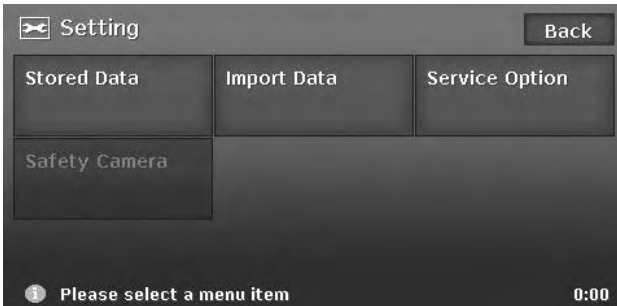 Setting
Back
Stored Data
Import Data
Service Option
Safety Camera
Please select a menu item
0:00